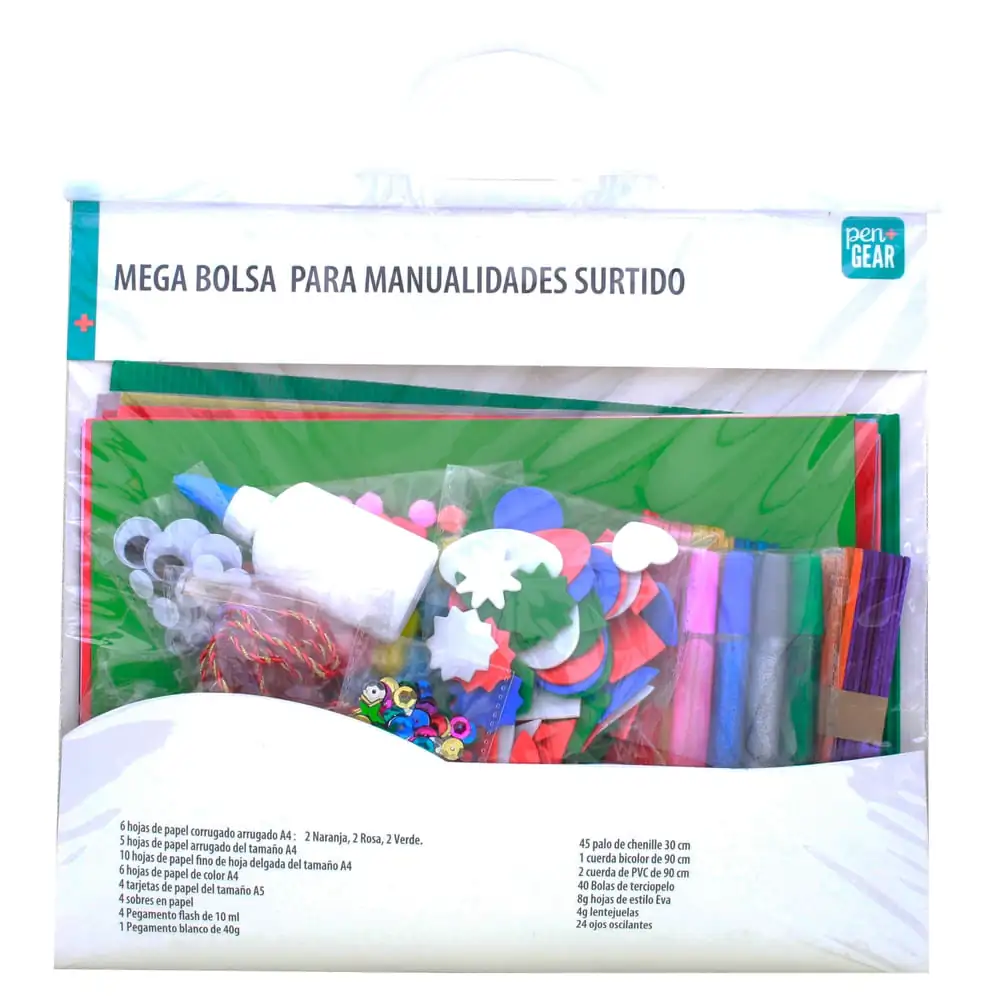 pen+
GEAR
MEGA BOLSA PARA MANUALIDADES SURTIDO
6 hojas de papel corrugado arrugado A4: 2 Naranja, 2 Rosa, 2 Verde.
5 hojas de papel arrugado del tamaño A4
10 hojas de papel fino de hoja delgada del tamaño A4
6 hojas de papel de color A4
4 tarjetas de papel del tamaño A5
4 sobres en papel
4 Pegamento flash de 10 ml
1 Pegamento blanco de 40g
45 palo de chenille 30 cm
1 cuerda bicolor de 90 cm
2 cuerda de PVC de 90 cm
40 Bolas de terciopelo
8g hojas de estilo Eva
4g lentejuelas
24 ojos oscilantes